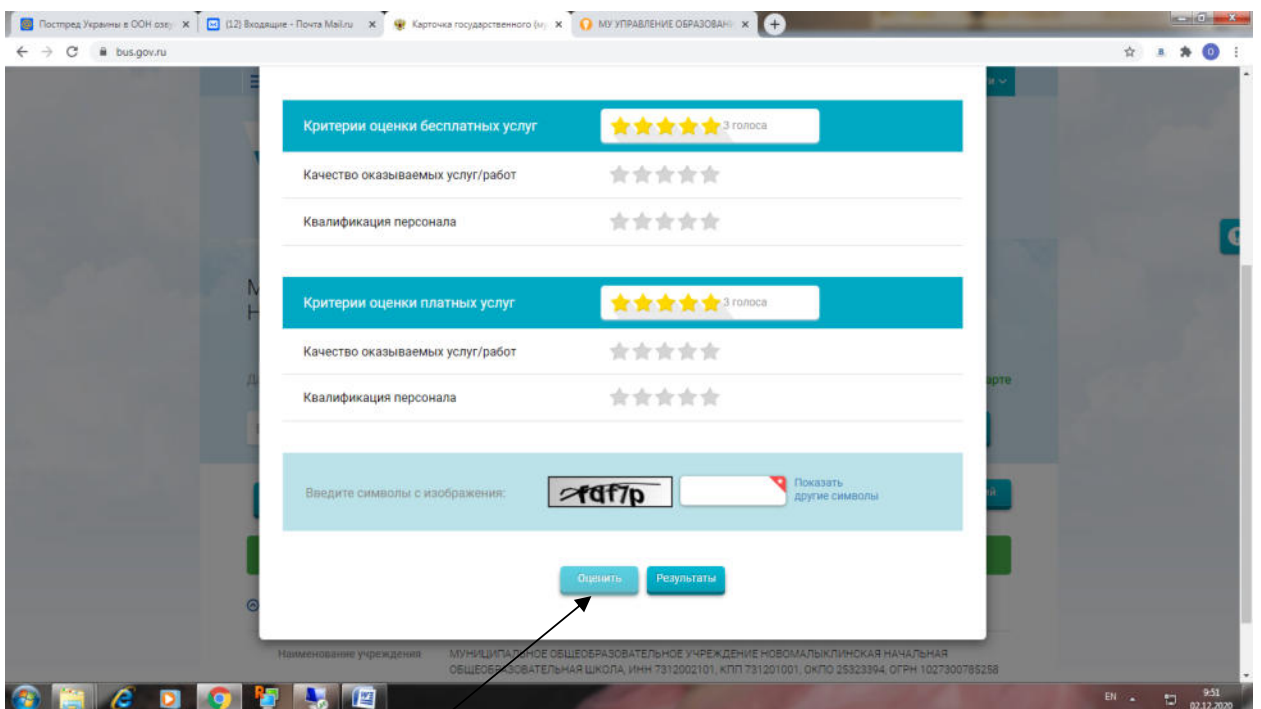 Постпред Украины в ООН озву
(12) Входящие - Почта Mail.ru
Карточка государственного (му
МУ УПРАВЛЕНИЕ ОБРАЗОВАН
bus.gov.ru
Критерии оценки бесплатных услуг
3 голоса
Качество оказываемых услуг/работ
Квалификация персонала
Критерии оценки платных услуг
3 голоса
Качество оказываемых услуг/работ
Квалификация персонала
арте
Введите символы с изображения:
Показать
другие символы
Оценить
Результаты
Наименование учреждения
МУНИЦИПАЛЬНОЕ ОБЩЕОБРАЗОВАТЕЛЬНОЕ УЧРЕЖДЕНИЕ НОВОМАЛЫКЛИНСКАЯ НАЧАЛЬНАЯ
ОБЩЕОБРАЗОВАТЕЛЬНАЯ ШКОЛА, ИНН 7312002101, КПП 731201001, ОКПО 25323394, ОГРН 1027300785258
EN
9:51
02.12.2020